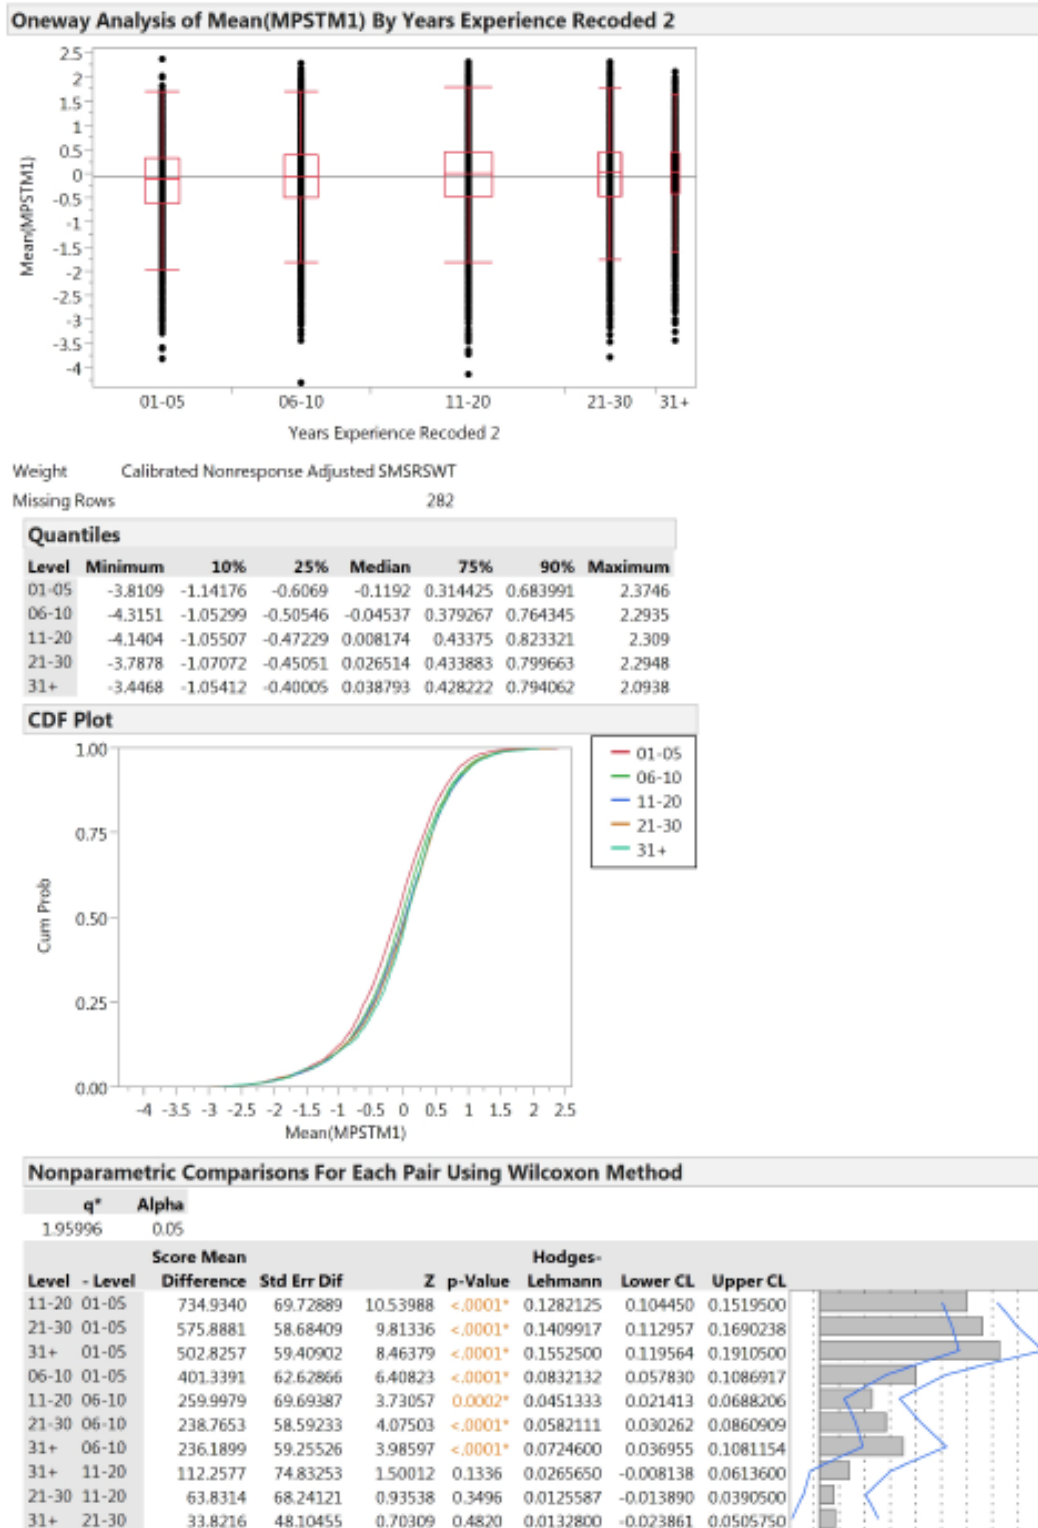 Oneway Analysis of Mean(MPSTM1) By Years Experience Recoded 2
2.5
2
1.5
1
0.5
0
-0.5
-1
-1.5
-2
-2.5
-3
-3.5
-4
Mean(MPSTM1)
01-05 06-10 11-20 21-30 31+
Years Experience Recoded 2
Weight Calibrated Nonresponse Adjusted SMSRSWT
Missing Rows 282
Quantiles
Level Minimum 10% 25% Median 75% 90% Maximum
01-05 -3.8109 -1.14176 -0.6069 -0.1192 0.314425 0.683991 2.3746
06-10 -4.3151 -1.05299 -0.50546 -0.04537 0.379267 0.764345 2.2935
11-20 -4.1404 -1.05507 -0.47229 0.008174 0.43375 0.823321 2.309
21-30 -3.7878 -1.07072 -0.45051 0.026514 0.433883 0.799663 2.2948
31+ -3.4468 -1.05412 -0.40005 0.038793 0.428222 0.794062 2.0938
CDF Plot
1.00
0.75
0.50
0.25
0.00
Cum Prob
-4 -3.5 -3 -2.5 -2 -1.5 -1 -0.5 0 0.5 1 1.5 2 2.5
Mean(MPSTM1)
01-05
06-10
11-20
21-30
31+
Nonparametric Comparisons For Each Pair Using Wilcoxon Method
q* Alpha
1.95996 0.05
Score Mean Hodges-
Level - Level Difference Std Err Dif Z p-Value Lehmann Lower CL Upper CL
11-20 01-05 734.9340 69.72889 10.53988 <.0001* 0.1282125 0.104450 0.1519500
21-30 01-05 575.8881 58.68409 9.81336 <.0001* 0.1409917 0.112957 0.1690238
31+ 01-05 502.8257 59.40902 8.46379 <.0001* 0.1552500 0.119564 0.1910500
06-10 01-05 401.3391 62.62866 6.40823 <.0001* 0.0832132 0.057830 0.1086917
11-20 06-10 259.9979 69.69387 3.73057 0.0002* 0.0451333 0.021413 0.0688206
21-30 06-10 238.7653 58.59233 4.07503 <.0001* 0.0582111 0.030262 0.0860909
31+ 06-10 236.1899 59.25526 3.98597 <.0001* 0.0724600 0.036955 0.1081154
31+ 11-20 112.2577 74.83253 1.50012 0.1336 0.0265650 -0.008138 0.0613600
21-30 11-20 63.8314 68.24121 0.93538 0.3496 0.0125587 -0.013890 0.0390500
31+ 21-30 33.8216 48.10455 0.70309 0.4820 0.0132800 -0.023861 0.0505750